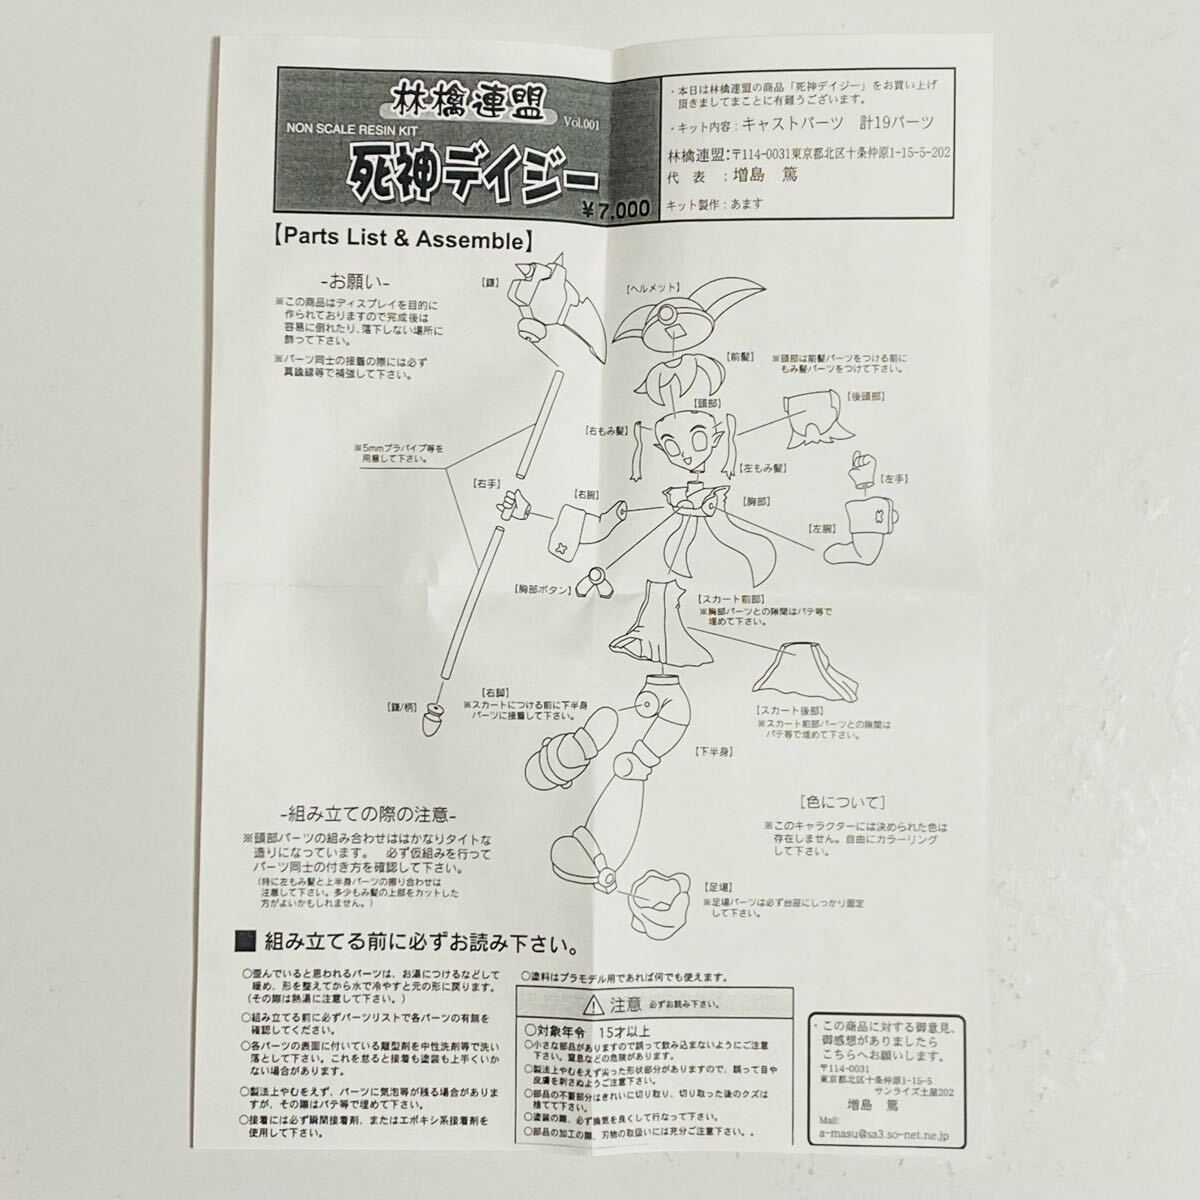 林檎連盟
Vol.001
NON SCALE RESIN KIT
死神デイジー
¥7,000
・本日は林檎連盟の商品「死神デイジー」をお買い上げ
頂きましてまことに有難うございます。
・キット内容：キャストパーツ 計19パーツ
林檎連盟：〒114-0031東京都北区十条仲原1-15-5-202
代 表 ：増島 篤
キット製作：あます
【Parts List & Assemble】
-お願い-
※この商品はディスプレイを目的に
作られておりますので完成後は
容易に倒れたり、落下しない場所に
飾って下さい。
※パーツ同士の接着の際には必ず
真鍮線等で補強して下さい。
【鎌】
【ヘルメット】
【前髪】
※頭部は前髪パーツをつける前に
もみ髪パーツをつけて下さい。
【頭部】
【後頭部】
【右もみ髪】
※5mmプラパイプ等を
用意して下さい。
【左もみ髪】
【左手】
【右手】
【右腕】
【胸部】
【左腕】
【胸部ボタン】
【スカート前部】
※胸部パーツとの隙間はパテ等で
埋めて下さい。
【右脚】
※スカートにつける前に下半身
パーツに接着して下さい。
【鎌/柄】
【スカート後部】
※スカート前部パーツとの隙間は
パテ等で埋めて下さい。
【下半身】
-組み立ての際の注意-
※頭部パーツの組み合わせははかなりタイトな
造りになっています。 必ず仮組みを行って
パーツ同士の付き方を確認して下さい。
(特に左もみ髪と上半身パーツの擦り合わせは
注意して下さい。多少もみ髪の上部をカットした
方がよいかもしれません。)
[色について]
※このキャラクターには決められた色は
存在しません。自由にカラーリング
して下さい。
【足場】
※足場パーツは必ず台座にしっかり固定
して下さい。
■ 組み立てる前に必ずお読み下さい。
○歪んでいると思われるパーツは、お湯につけるなどして
暖め、形を整えてから水で冷やすと元の形に戻ります。
(その際は熱湯に注意して下さい。)
○組み立てる前に必ずパーツリストで各パーツの有無を
確認してください。
○各パーツの表面に付いている離型剤を中性洗剤等で洗い
落として下さい。これを怠ると接着も塗装も上手くいか
ない場合があります。
○製法上やむをえず、パーツに気泡等が残る場合がありま
すが、その際はパテ等で埋めて下さい。
○接着には必ず瞬間接着剤、またはエポキシ系接着剤を
使用して下さい。
○塗料はプラモデル用であれば何でも使えます。
⚠ 注意 必ずお読み下さい。
○対象年令 15才以上
○小さな部品がありますので誤って飲み込まないようにご注意
下さい。窒息などの危険があります。
○製法上やむをえず尖った形状部分がありますので、誤って目や
皮膚を刺さぬようご注意下さい。
○部品の不要部分はきれいに切り取り、切り取った後のクズは
捨てて下さい。
○塗装の際、必ず換気を良くして行なって下さい。
○部品の加工の際、刃物の取扱いには充分ご注意下さい。。
・この商品に対する御意見、
御感想がありましたら
こちらへお願いします。
〒114-0031
東京都北区十条仲原1-15-5
サンライズ土屋202
増島 篤
Mail:
a-masu@sa3.so-net.ne.jp